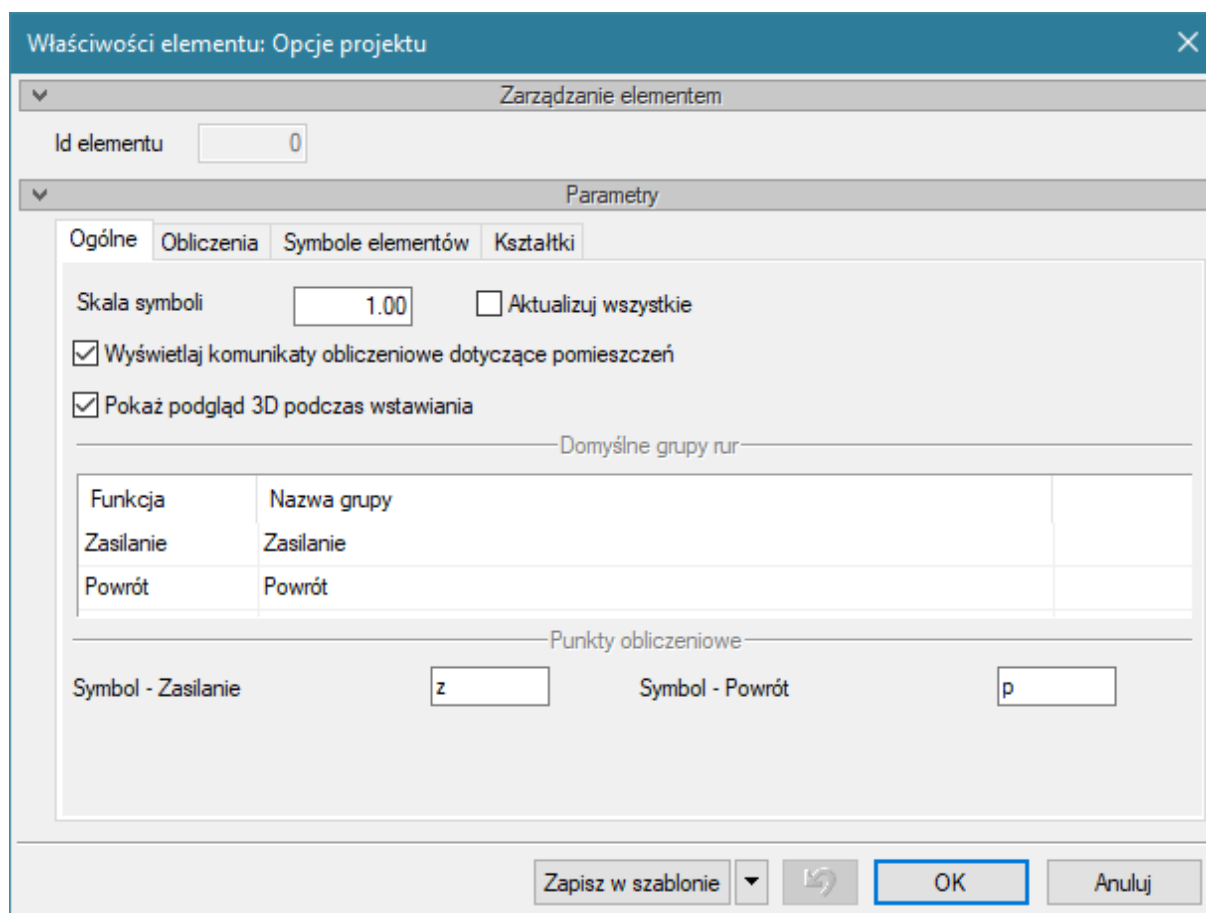 Właściwości elementu: Opcje projektu
Zarządzanie elementem
Id elementu 0
Parametry
Ogólne Obliczenia Symbole elementów Kształtki
Skala symboli 1.00 Aktualizuj wszystkie
Wyświetlaj komunikaty obliczeniowe dotyczące pomieszczeń
Pokaż podgląd 3D podczas wstawiania
Domyślne grupy rur
Funkcja Nazwa grupy
Zasilanie Zasilanie
Powrót Powrót
Punkty obliczeniowe
Symbol - Zasilanie z Symbol - Powrót p
Zapisz w szablonie OK Anuluj